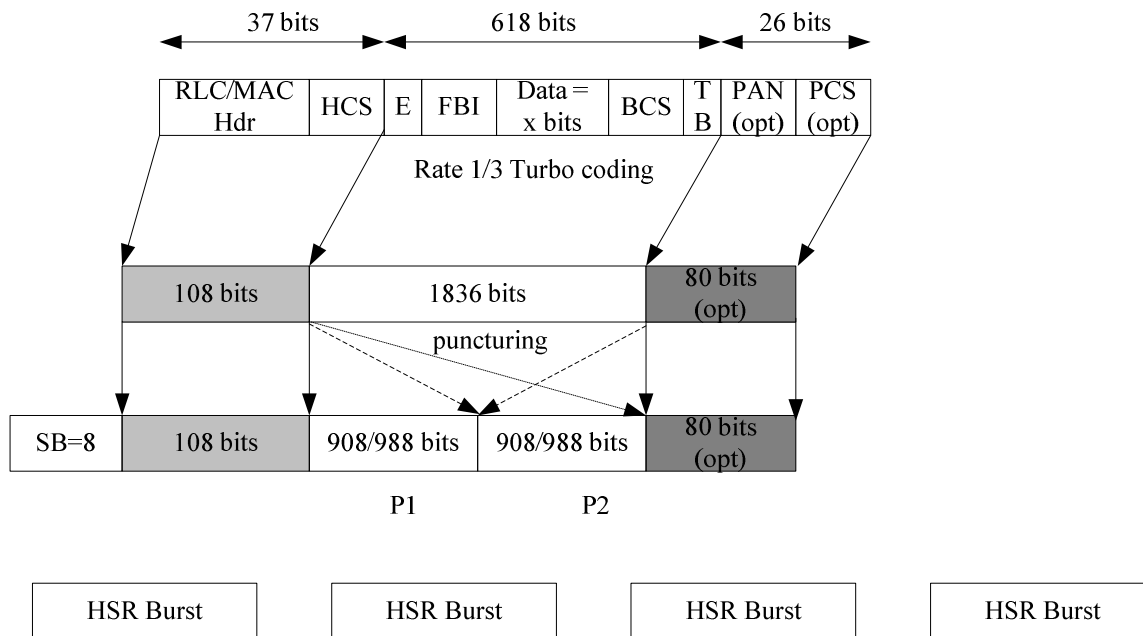 37 bits
618 bits
26 bits
RLC/MAC
Hdr
HCS
E
FBI
Data =
x bits
BCS
T
B
PAN
(opt)
PCS
(opt)
Rate 1/3 Turbo coding
108 bits
1836 bits
80 bits
(opt)
puncturing
SB=8
108 bits
908/988 bits
908/988 bits
80 bits
(opt)
P1
P2
HSR Burst
HSR Burst
HSR Burst
HSR Burst